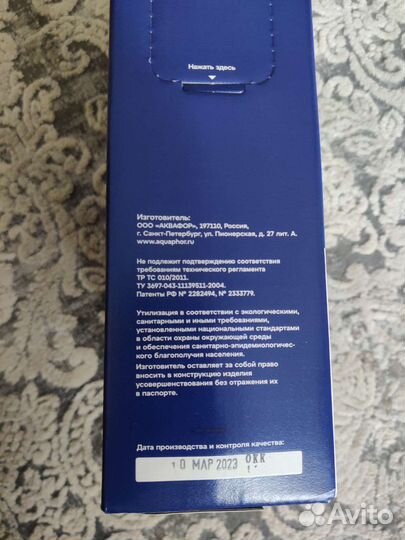 Нажать здесь
Изготовитель:
ООО «АКВАФОР», 197110, Россия,
г. Санкт-Петербург, ул. Пионерская, д. 27 лит. А.
www.aquaphor.ru
Не подлежит подтверждению соответствия
требованиям технического регламента
ТР ТС 010/2011.
ТУ 3697-043-11139511-2004.
Патенты РФ № 2282494, № 2333779.
Утилизация в соответствии с экологическими,
санитарными и иными требованиями,
установленными национальными стандартами
в области охраны окружающей среды
и обеспечения санитарно-эпидемиологичес-
кого благополучия населения.
Изготовитель оставляет за собой право
вносить в конструкцию изделия
усовершенствования без отражения их
в паспорте.
Дата производства и контроля качества:
10 МАР 2023 ОКК
Avito